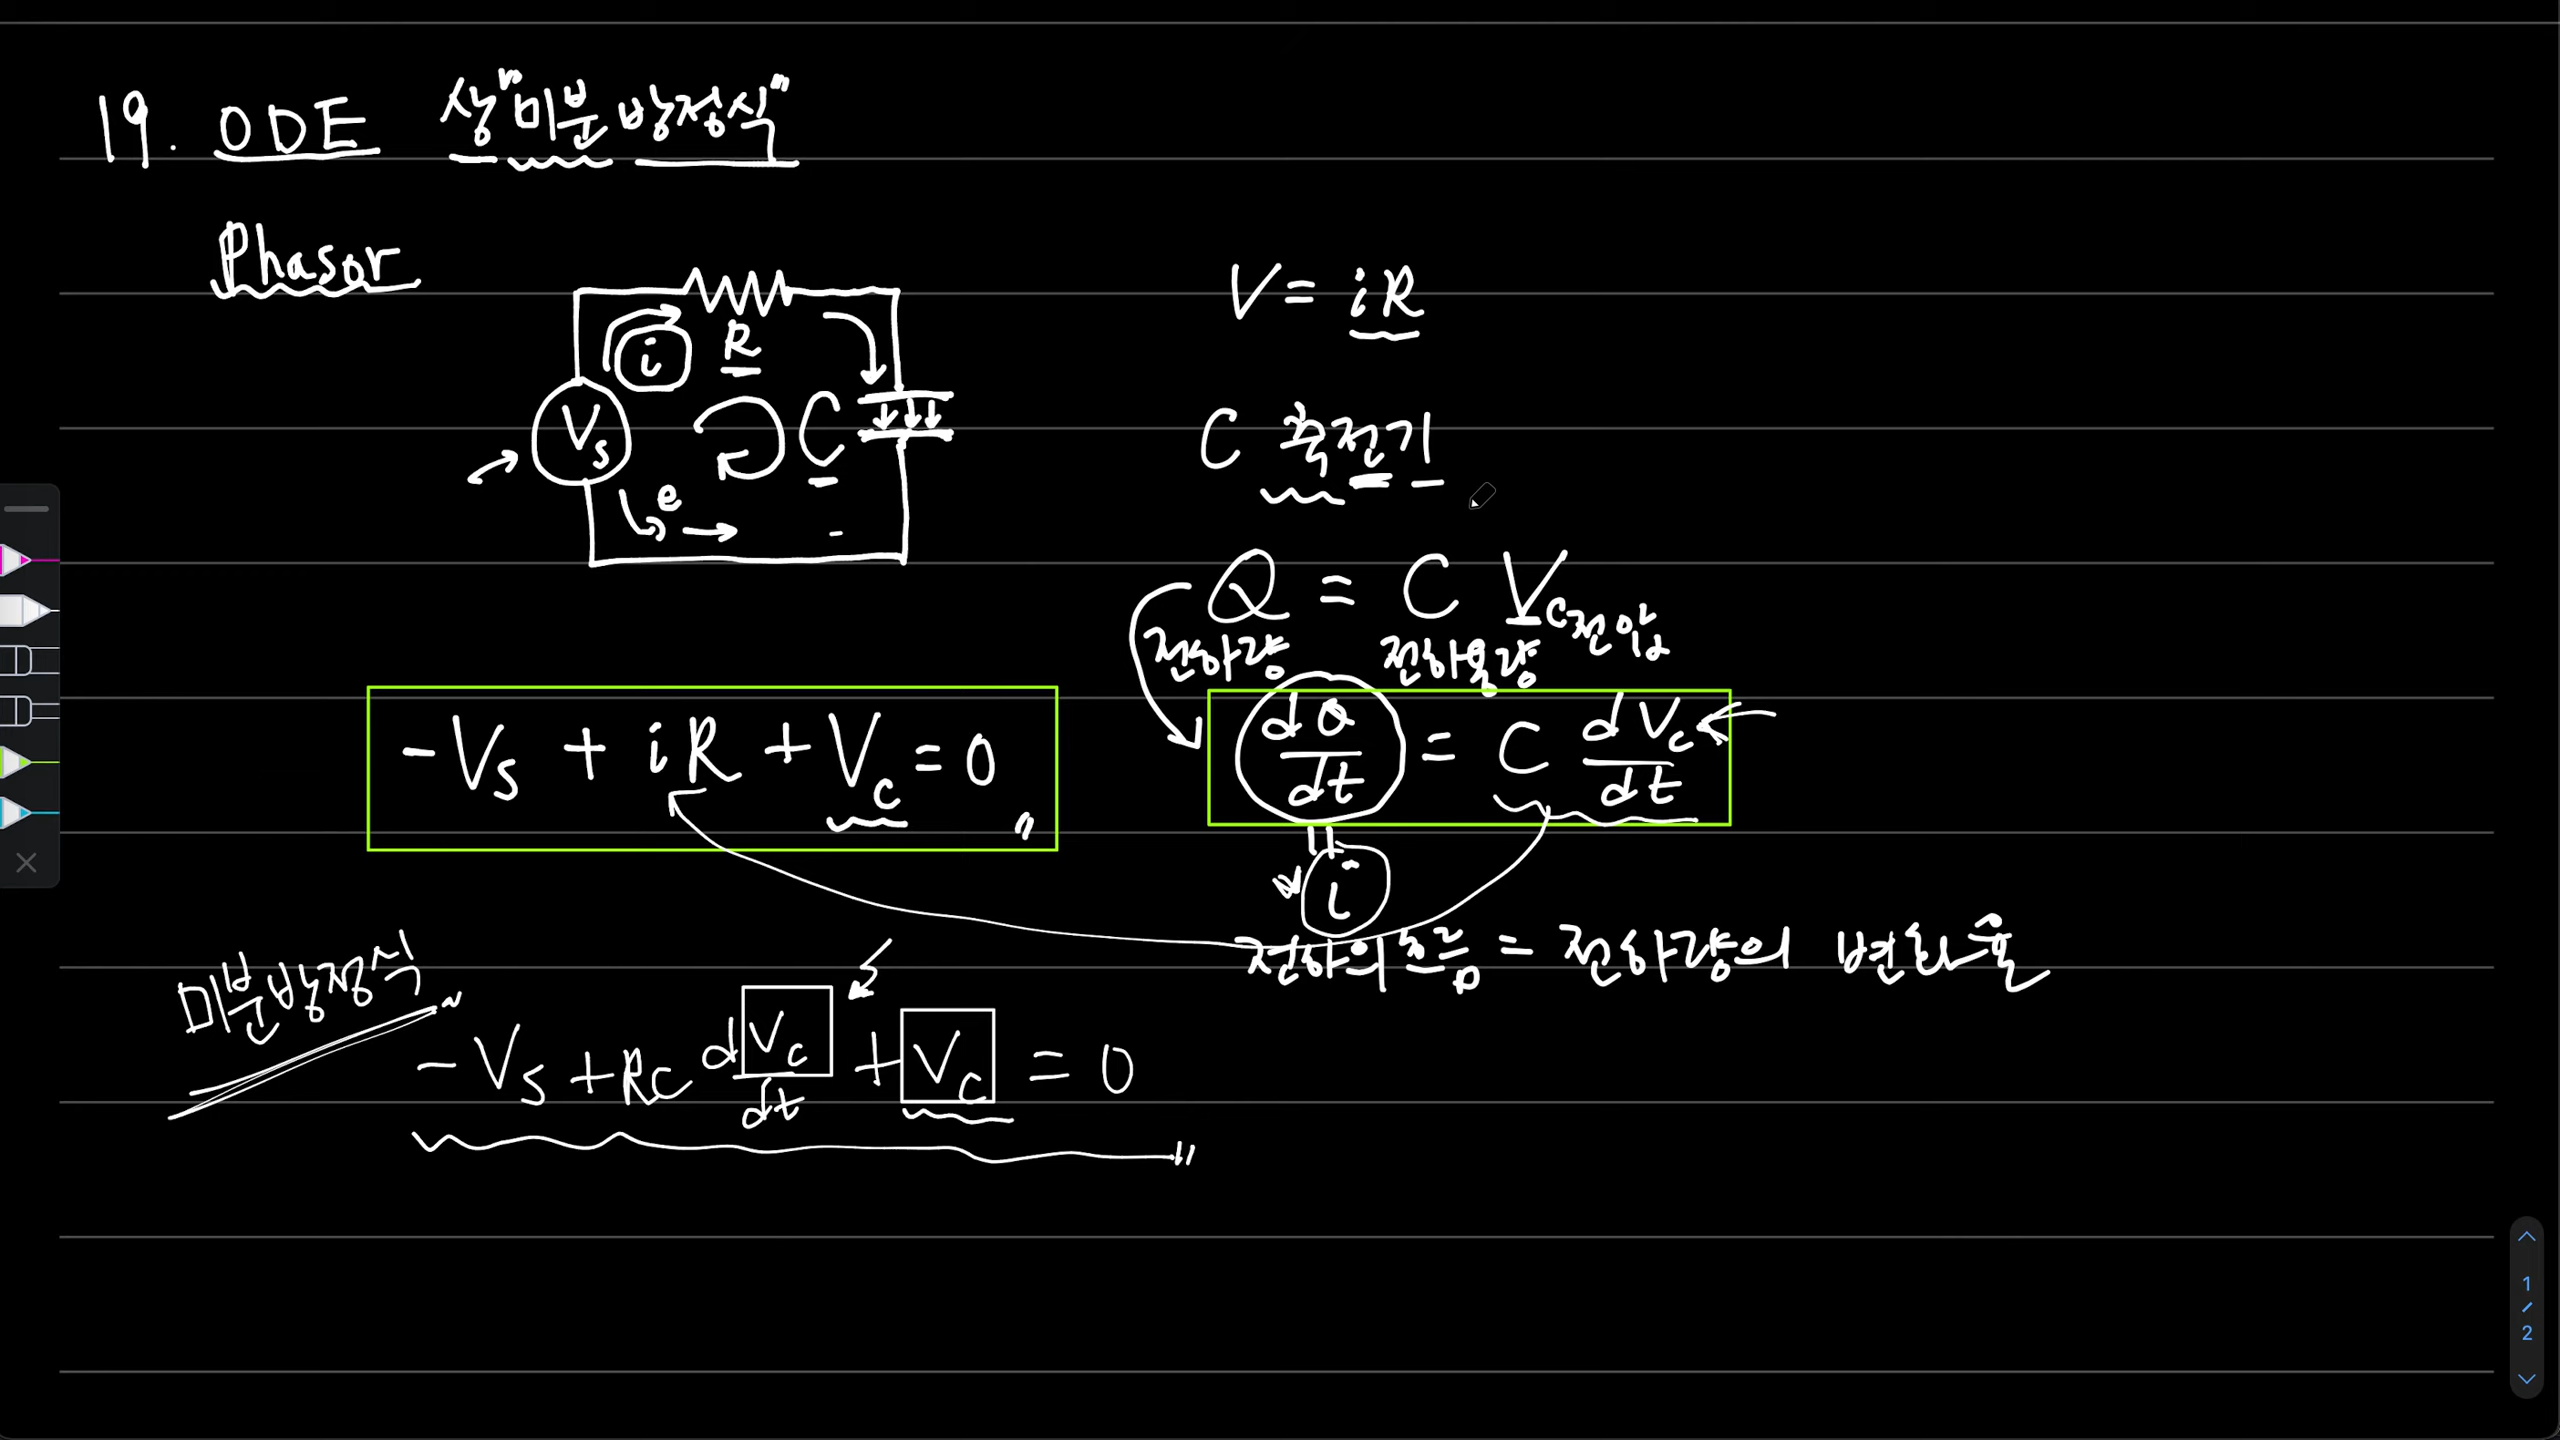 19. ODE 상"미분방정식"
Phasor
V = iR
i R
Vs C
e
-
C 축전기
Q = C Vc전압
전하량 전하용량
-Vs + iR + Vc = 0 "
dQ/dt = C dVc/dt
i
전하의 흐름 = 전하량의 변화율
미분방정식
-Vs + RC dVc/dt + Vc = 0 "
1
/
2